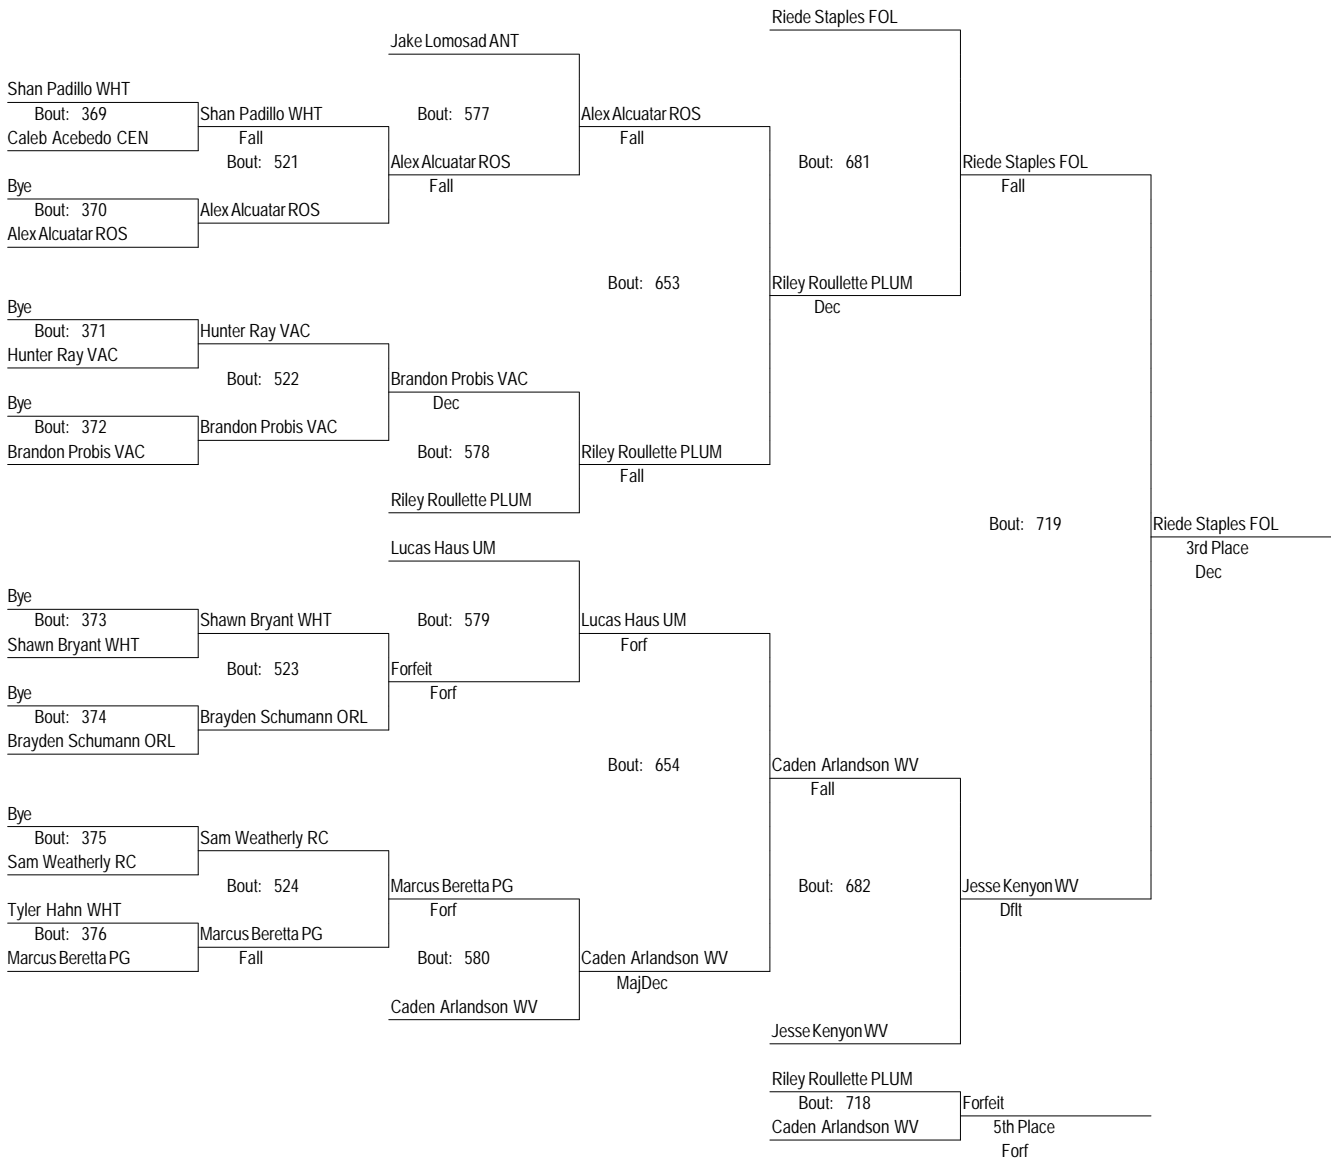 Riede Staples FOL
Jake Lomosad ANT
Shan Padillo WHT
Bout: 369
Shan Padillo WHT
Bout: 577
Alex Alcuatar ROS
Caleb Acebedo CEN
Fall
Fall
Bout: 521
Alex Alcuatar ROS
Bout: 681
Riede Staples FOL
Bye
Fall
Fall
Bout: 370
Alex Alcuatar ROS
Alex Alcuatar ROS
Bout: 653
Riley Roullette PLUM
Bye
Dec
Bout: 371
Hunter Ray VAC
Hunter Ray VAC
Bout: 522
Brandon Probis VAC
Bye
Dec
Bout: 372
Brandon Probis VAC
Brandon Probis VAC
Bout: 578
Riley Roullette PLUM
Fall
Riley Roullette PLUM
Bout: 719
Riede Staples FOL
3rd Place
Dec
Lucas Haus UM
Bye
Bout: 373
Shawn Bryant WHT
Bout: 579
Lucas Haus UM
Shawn Bryant WHT
Forf
Bout: 523
Forfeit
Bye
Forf
Bout: 374
Brayden Schumann ORL
Brayden Schumann ORL
Bout: 654
Caden Arlandson WV
Fall
Bye
Bout: 375
Sam Weatherly RC
Sam Weatherly RC
Bout: 524
Marcus Beretta PG
Bout: 682
Jesse Kenyon WV
Tyler Hahn WHT
Forf
Dflt
Bout: 376
Marcus Beretta PG
Marcus Beretta PG
Fall
Bout: 580
Caden Arlandson WV
MajDec
Caden Arlandson WV
Jesse Kenyon WV
Riley Roullette PLUM
Bout: 718
Forfeit
Caden Arlandson WV
5th Place
Forf